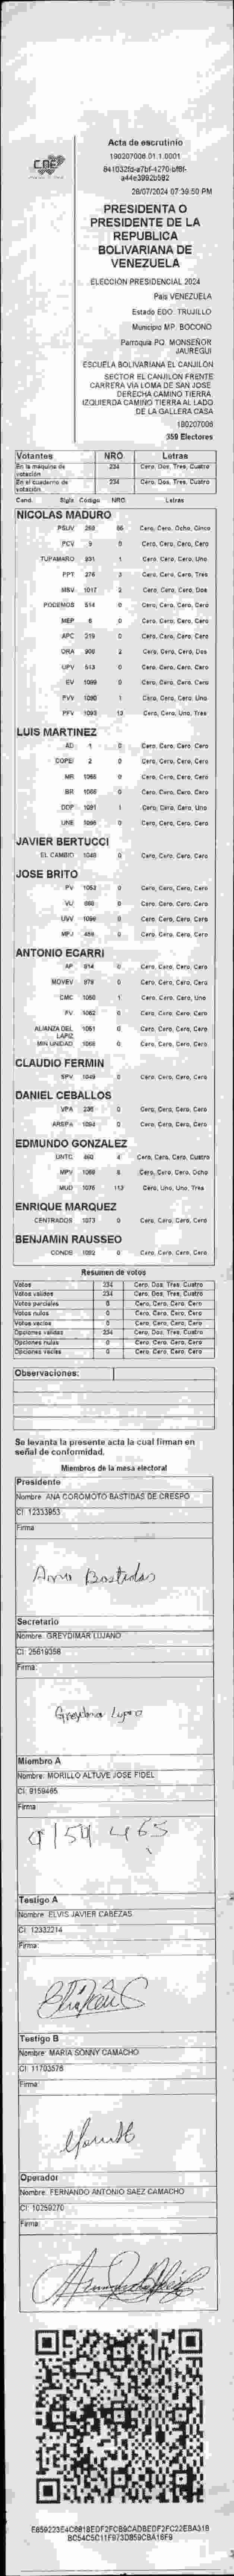 CNE
Acta de escrutinio
190207008.01.1.0001
28/07/2024 07:39:50 PM
PRESIDENTA O
PRESIDENTE DE LA
REPUBLICA
BOLIVARIANA DE
VENEZUELA
ELECCION PRESIDENCIAL 2024
Pais VENEZUELA
Estado EDO. TRUJILLO
Municipio MP. BOCONO
Parroquia PQ. MONSEÑOR
JAUREGUI
ESCUELA BOLIVARIANA EL CANJILON
SECTOR EL CANJILON FRENTE
CARRERA VIA LOMA DE SAN JOSE
DERECHA CAMINO TIERRA.
IZQUIERDA CAMINO TIERRA AL LADO
DE LA GALLERA CASA
190207008
359 Electores
Votantes NRO Letras
En la máquina de votación 234 Cero, Dos, Tres, Cuatro
En el cuaderno de votación 234 Cero, Dos, Tres, Cuatro
Cand. Sigla Código NRO Letras
NICOLAS MADURO
PSUV 250 85 Cero, Cero, Ocho, Cinco
PCV 9 0 Cero, Cero, Cero, Cero
TUPAMARO 931 1 Cero, Cero, Cero, Uno
PPT 276 3 Cero, Cero, Cero, Tres
MSV 1017 2 Cero, Cero, Cero, Dos
PODEMOS 514 0 Cero, Cero, Cero, Cero
MEP 6 0 Cero, Cero, Cero, Cero
APC 319 0 Cero, Cero, Cero, Cero
ORA 908 2 Cero, Cero, Cero, Dos
UPV 643 0 Cero, Cero, Cero, Cero
EV 1099 0 Cero, Cero, Cero, Cero
PVV 1090 1 Cero, Cero, Cero, Uno
PFV 1093 13 Cero, Cero, Uno, Tres
LUIS MARTINEZ
AD 1 0 Cero, Cero, Cero, Cero
COPEI 2 0 Cero, Cero, Cero, Cero
MR 1066 0 Cero, Cero, Cero, Cero
BR 1068 0 Cero, Cero, Cero, Cero
DDP 1091 1 Cero, Cero, Cero, Uno
UNE 1096 0 Cero, Cero, Cero, Cero
JAVIER BERTUCCI
EL CAMBIO 1048 0 Cero, Cero, Cero, Cero
JOSE BRITO
PV 1053 0 Cero, Cero, Cero, Cero
VU 660 0 Cero, Cero, Cero, Cero
UVV 1094 0 Cero, Cero, Cero, Cero
MPJ 459 0 Cero, Cero, Cero, Cero
ANTONIO ECARRI
AP 814 0 Cero, Cero, Cero, Cero
MOVEV 979 0 Cero, Cero, Cero, Cero
CMC 1050 1 Cero, Cero, Cero, Uno
FV 1062 0 Cero, Cero, Cero, Cero
ALIANZA DEL LAPIZ 1051 0 Cero, Cero, Cero, Cero
MIN UNIDAD 1068 0 Cero, Cero, Cero, Cero
CLAUDIO FERMIN
SPV 1049 0 Cero, Cero, Cero, Cero
DANIEL CEBALLOS
VPA 236 0 Cero, Cero, Cero, Cero
AREPA 1094 0 Cero, Cero, Cero, Cero
EDMUNDO GONZALEZ
UNTC 460 4 Cero, Cero, Cero, Cuatro
MPV 1069 8 Cero, Cero, Cero, Ocho
MUD 1076 113 Cero, Uno, Uno, Tres
ENRIQUE MARQUEZ
CENTRADOS 1073 0 Cero, Cero, Cero, Cero
BENJAMIN RAUSSEO
CONDE 1092 0 Cero, Cero, Cero, Cero
Resumen de votos
Votos 234 Cero, Dos, Tres, Cuatro
Votos válidos 234 Cero, Dos, Tres, Cuatro
Votos parciales 0 Cero, Cero, Cero, Cero
Votos nulos 0 Cero, Cero, Cero, Cero
Votos vacíos 0 Cero, Cero, Cero, Cero
Opciones válidas 234 Cero, Dos, Tres, Cuatro
Opciones nulas 0 Cero, Cero, Cero, Cero
Opciones vacías 0 Cero, Cero, Cero, Cero
Observaciones:
Se levanta la presente acta la cual firman en
señal de conformidad.
Miembros de la mesa electoral
Presidente
Nombre: ANA COROMOTO BASTIDAS DE CRESPO
CI: 12333953
Firma:
Ana Bastidas
Secretario
Nombre: GREYDIMAR LUJANO
CI: 25619358
Firma:
Miembro A
Nombre: MORILLO ALTUVE JOSE FIDEL
CI: 9159465
Firma:
9159465
Testigo A
Nombre: ELVIS JAVIER CABEZAS
CI: 12332214
Firma:
Testigo B
Nombre: MARIA SONNY CAMACHO
CI: 11703576
Firma:
Operador
Nombre: FERNANDO ANTONIO SAEZ CAMACHO
CI: 10259270
Firma: